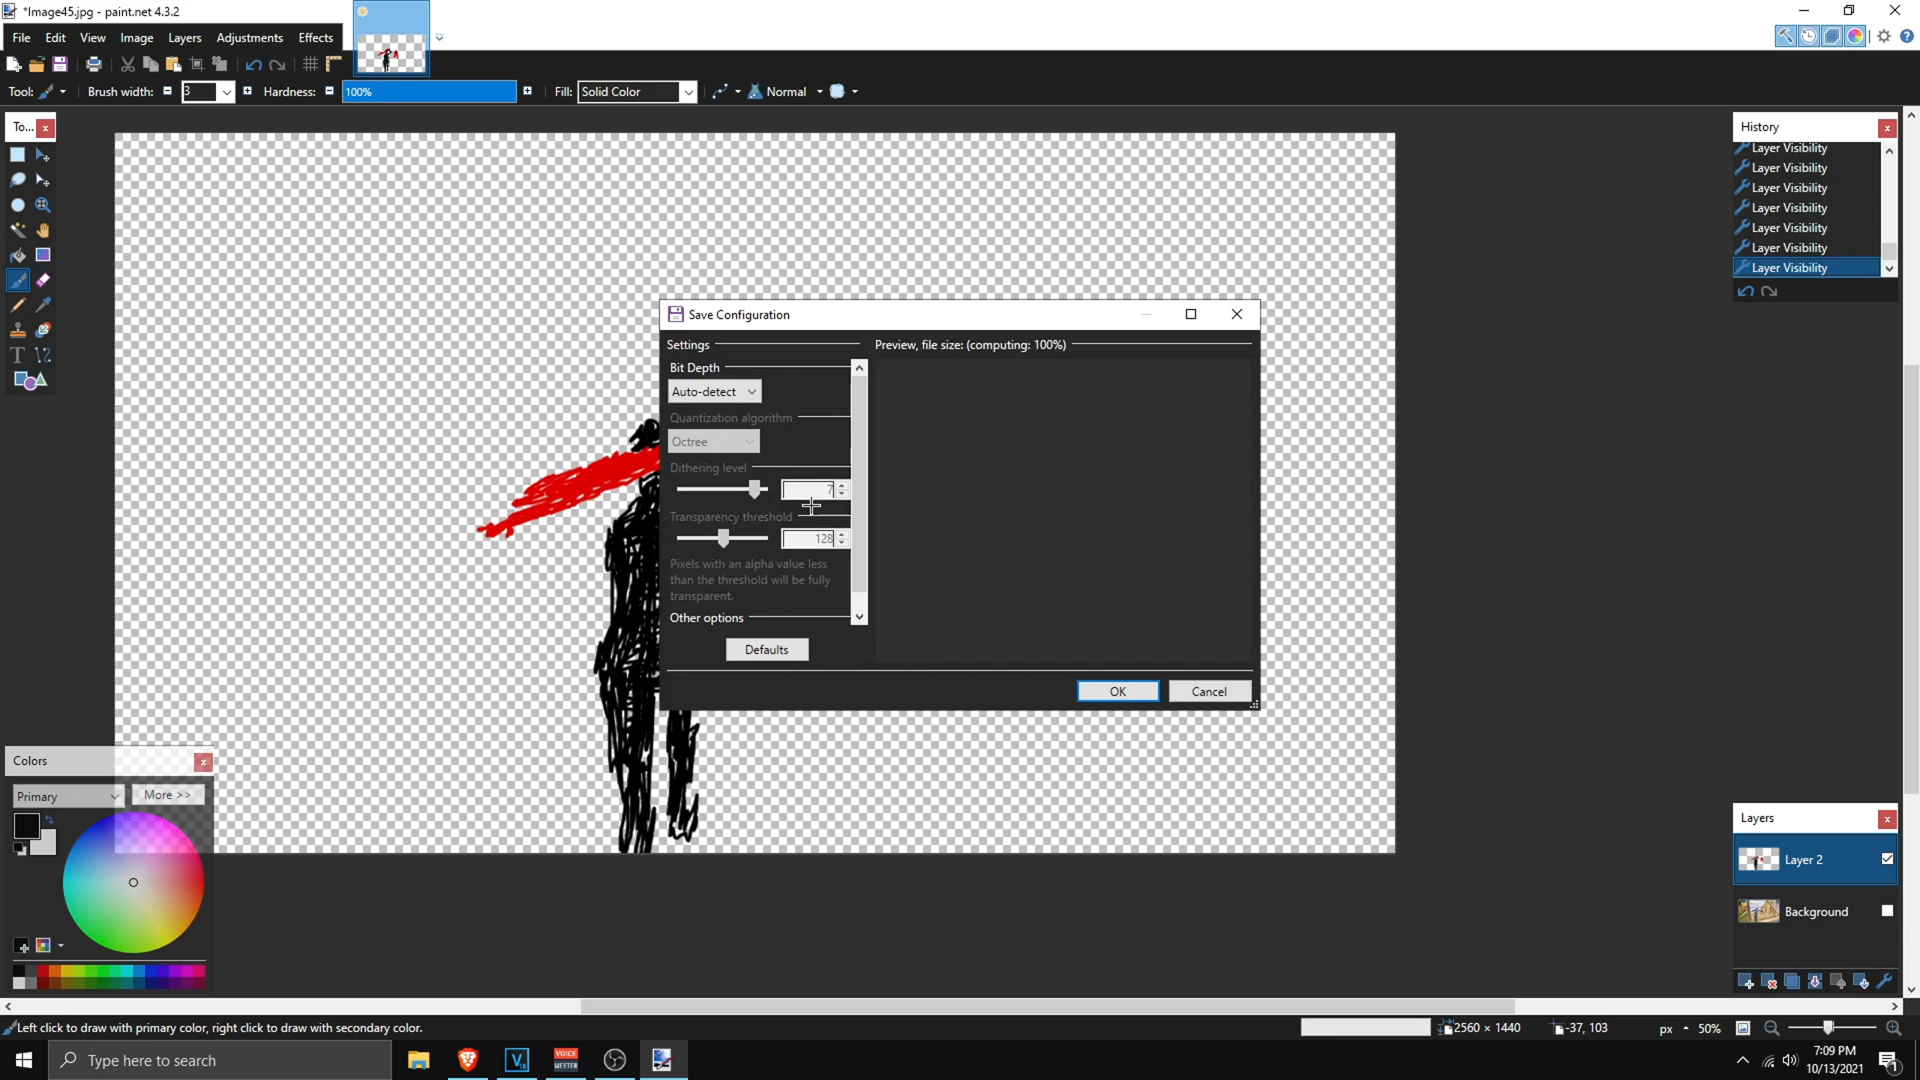 *Image45.jpg - paint.net 4.3.2
File Edit View Image Layers Adjustments Effects
Tool: Brush width: 3 Hardness: 100% Fill: Solid Color Normal
To...
History
Layer Visibility
Layer Visibility
Layer Visibility
Layer Visibility
Layer Visibility
Layer Visibility
Layer Visibility
Save Configuration
Settings
Preview, file size: (computing: 100%)
Bit Depth
Auto-detect
Quantization algorithm
Octree
Dithering level
7
Transparency threshold
128
Pixels with an alpha value less
than the threshold will be fully
transparent.
Other options
Defaults
OK Cancel
Colors
Primary
More >>
Layers
Layer 2
Background
Left click to draw with primary color, right click to draw with secondary color.
2560 × 1440
-37, 103
px
50%
Type here to search
VOICE
MEETER
7:09 PM
10/13/2021
1